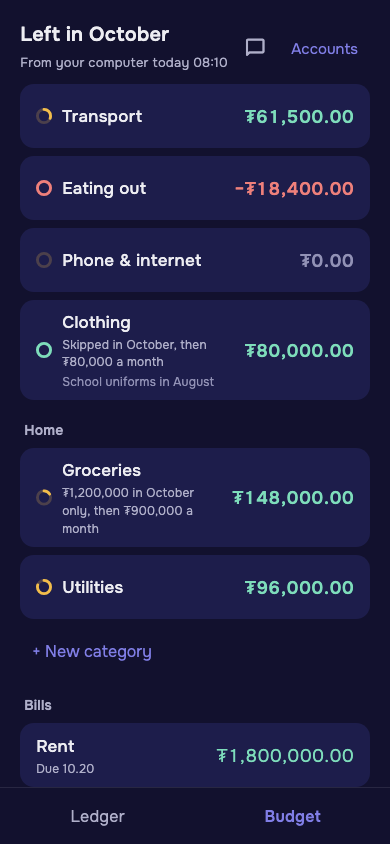 Left in October
From your computer today 08:10
Accounts
Transport
₮61,500.00
Eating out
-₮18,400.00
Phone & internet
₮0.00
Clothing
Skipped in October, then
₮80,000 a month
School uniforms in August
₮80,000.00
Home
Groceries
₮1,200,000 in October
only, then ₮900,000 a
month
₮148,000.00
Utilities
₮96,000.00
+ New category
Bills
Rent
Due 10.20
₮1,800,000.00
Ledger
Budget